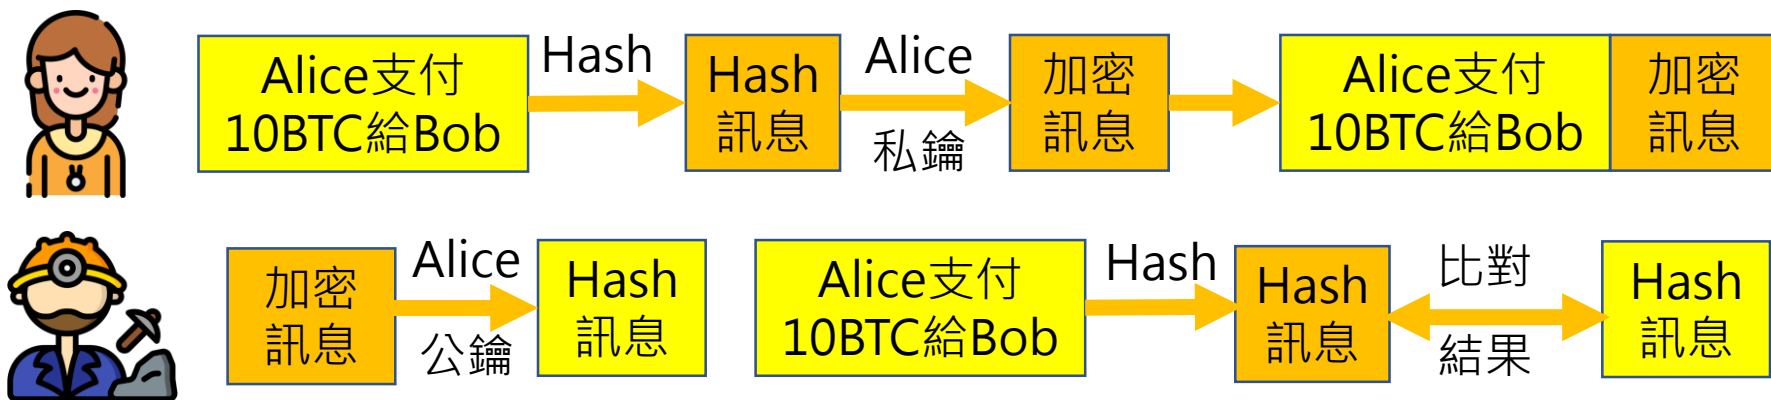 Alice支付
10BTC給Bob
Hash
Hash
訊息
Alice
私鑰
加密
訊息
Alice支付
10BTC給Bob
加密
訊息
加密
訊息
Alice
公鑰
Hash
訊息
Alice支付
10BTC給Bob
Hash
Hash
訊息
比對
結果
Hash
訊息